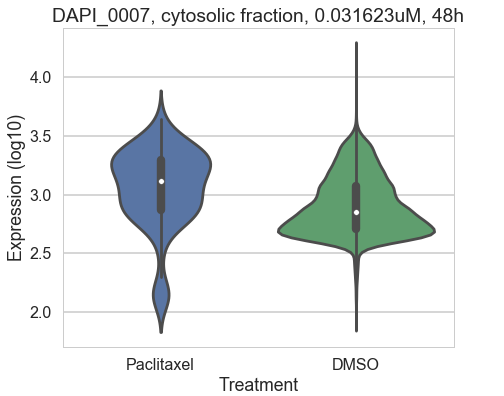 DAPI_0007, cytosolic fraction, 0.031623uM, 48h
Expression (log10)
4.0
3.5
3.0
2.5
2.0
Paclitaxel
DMSO
Treatment